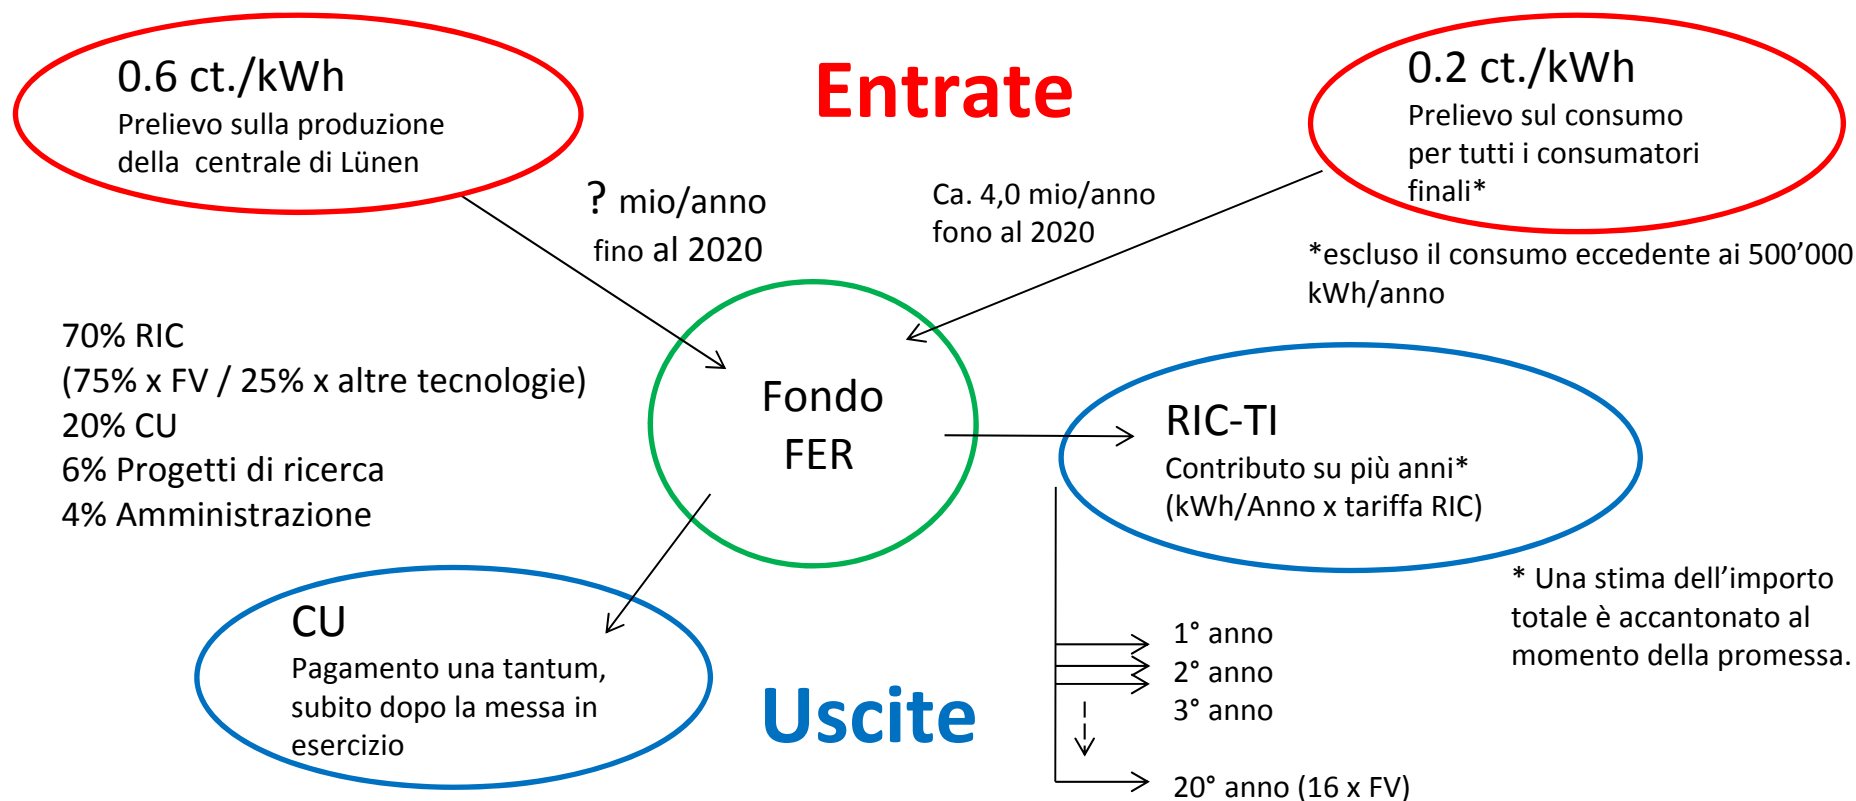 0.6 ct./kWh
Prelievo sulla produzione
della centrale di Lünen
Entrate
0.2 ct./kWh
Prelievo sul consumo
per tutti i consumatori
finali*
? mio/anno
fino al 2020
Ca. 4,0 mio/anno
fono al 2020
*escluso il consumo eccedente ai 500’000
kWh/anno
70% RIC
(75% x FV / 25% x altre tecnologie)
20% CU
6% Progetti di ricerca
4% Amministrazione
Fondo
FER
RIC-TI
Contributo su più anni*
(kWh/Anno x tariffa RIC)
* Una stima dell’importo
totale è accantonato al
momento della promessa.
CU
Pagamento una tantum,
subito dopo la messa in
esercizio
Uscite
1° anno
2° anno
3° anno
20° anno (16 x FV)